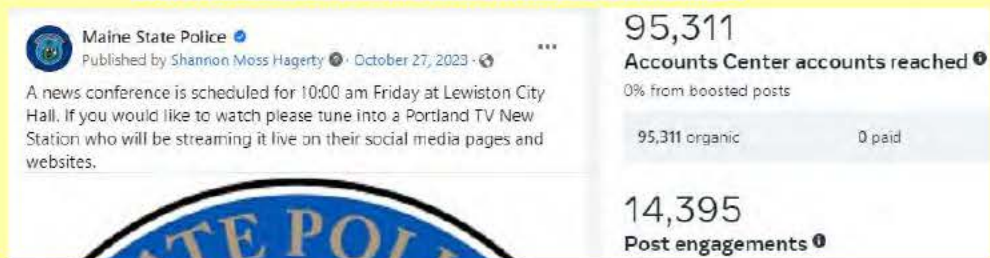 Maine State Police
Published by Shannon Moss Hagerty · October 27, 2023 ·
A news conference is scheduled for 10:00 am Friday at Lewiston City
Hall. If you would like to watch please tune into a Portland TV New
Station who will be streaming it live on their social media pages and
websites.
ATE POLI
95,311
Accounts Center accounts reached
0% from boosted posts
95,311 organic 0 paid
14,395
Post engagements